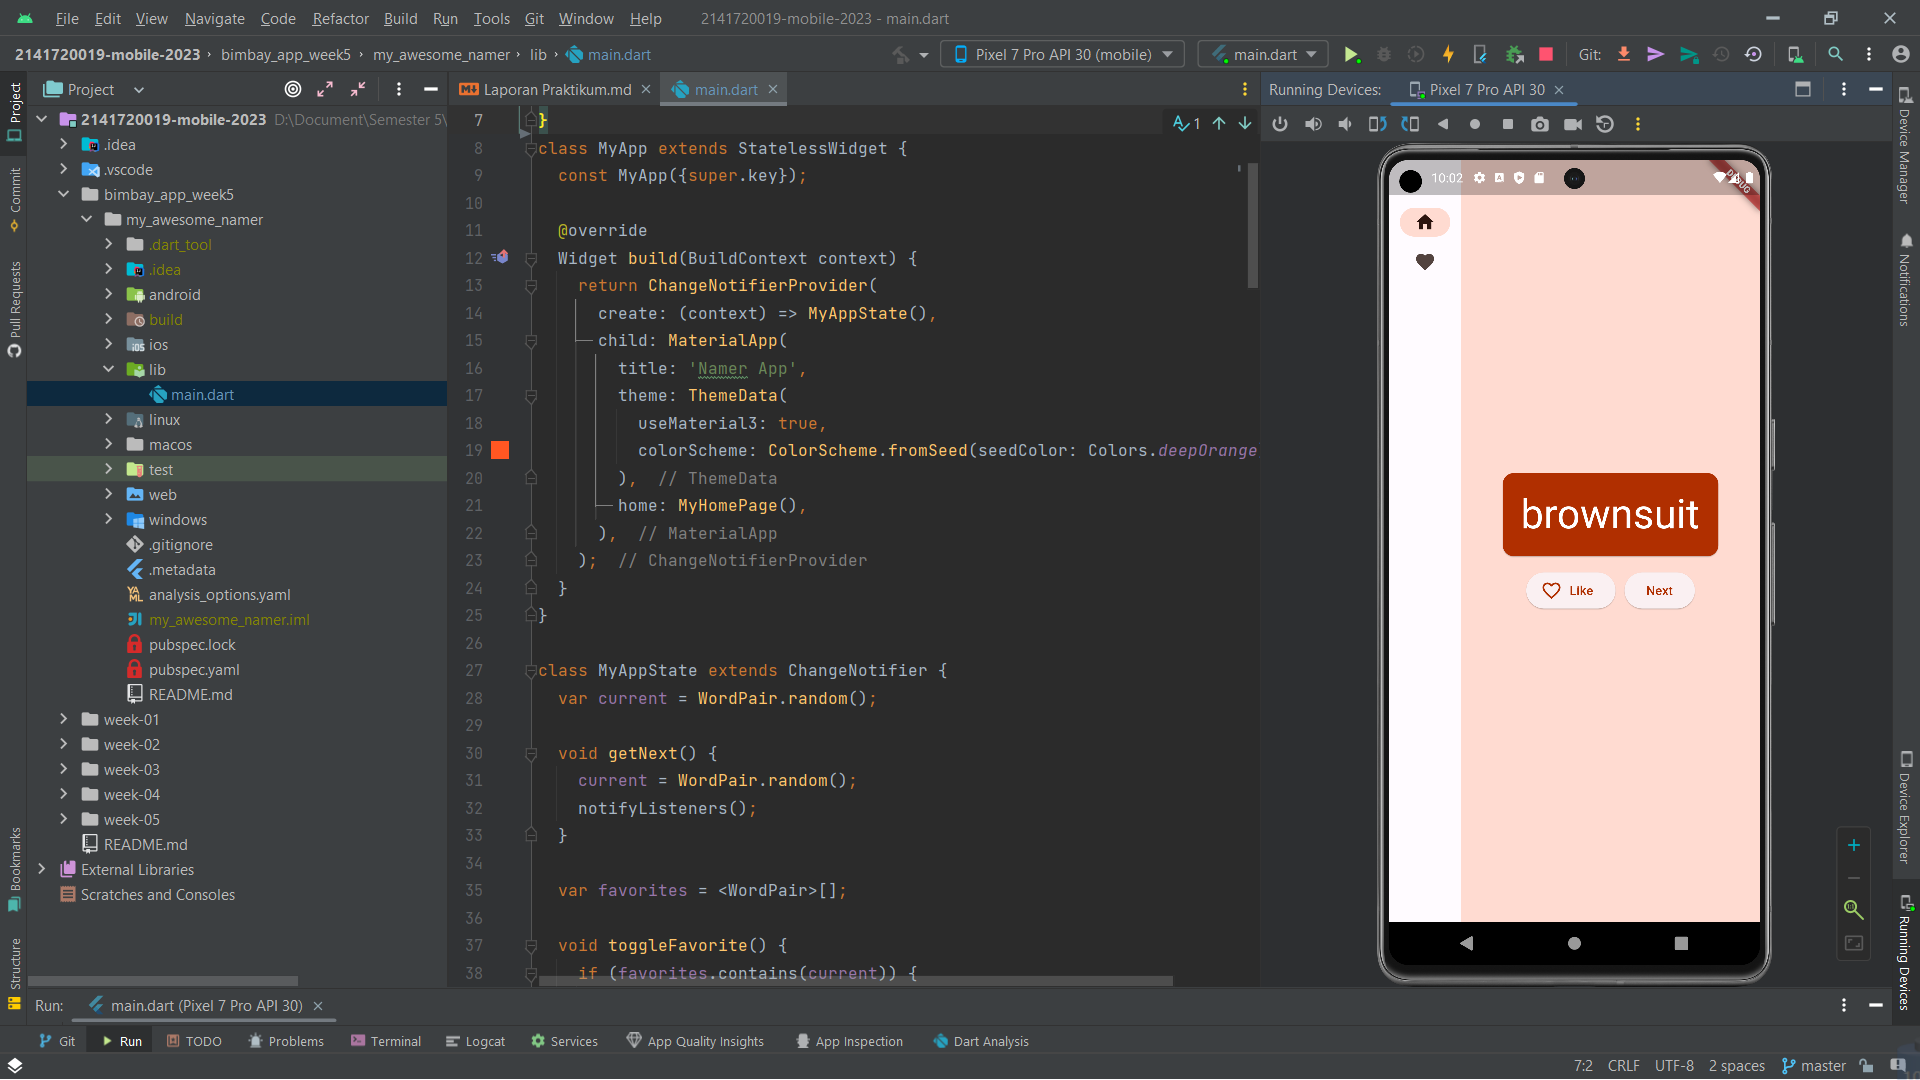 File Edit View Navigate Code Refactor Build Run Tools Git Window Help 2141720019-mobile-2023 - main.dart
2141720019-mobile-2023 bimbay_app_week5 my_awesome_namer lib main.dart
Pixel 7 Pro API 30 (mobile) main.dart Git:
Project
Laporan Praktikum.md main.dart
Running Devices: Pixel 7 Pro API 30
Project
Commit
Pull Requests
Bookmarks
Structure
2141720019-mobile-2023 D:\Document\Semester 5\
.idea
.vscode
bimbay_app_week5
my_awesome_namer
.dart_tool
.idea
android
build
ios
lib
main.dart
linux
macos
test
web
windows
.gitignore
.metadata
analysis_options.yaml
my_awesome_namer.iml
pubspec.lock
pubspec.yaml
README.md
week-01
week-02
week-03
week-04
week-05
README.md
External Libraries
Scratches and Consoles
1
7 }
8 class MyApp extends StatelessWidget {
9 const MyApp({super.key});
10
11 @override
12 Widget build(BuildContext context) {
13 return ChangeNotifierProvider(
14 create: (context) => MyAppState(),
15 child: MaterialApp(
16 title: 'Namer App',
17 theme: ThemeData(
18 useMaterial3: true,
19 colorScheme: ColorScheme.fromSeed(seedColor: Colors.deepOrange
20 ), // ThemeData
21 home: MyHomePage(),
22 ), // MaterialApp
23 ); // ChangeNotifierProvider
24 }
25 }
26
27 class MyAppState extends ChangeNotifier {
28 var current = WordPair.random();
29
30 void getNext() {
31 current = WordPair.random();
32 notifyListeners();
33 }
34
35 var favorites = <WordPair>[];
36
37 void toggleFavorite() {
38 if (favorites.contains(current)) {
10:02
DEBUG
brownsuit
Like Next
Device Manager
Notifications
Device Explorer
Running Devices
Run: main.dart (Pixel 7 Pro API 30)
Git Run TODO Problems Terminal Logcat Services App Quality Insights App Inspection Dart Analysis
7:2 CRLF UTF-8 2 spaces master